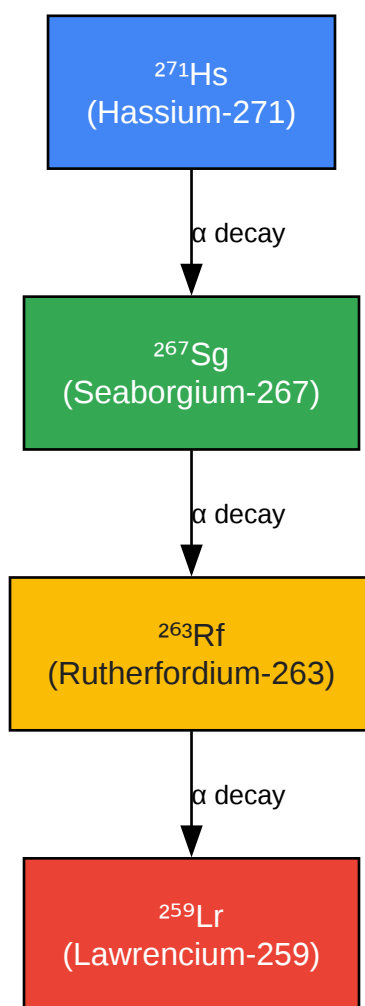 ²⁷¹Hs
(Hassium-271)
α decay
²⁶⁷Sg
(Seaborgium-267)
α decay
²⁶³Rf
(Rutherfordium-263)
α decay
²⁵⁹Lr
(Lawrencium-259)